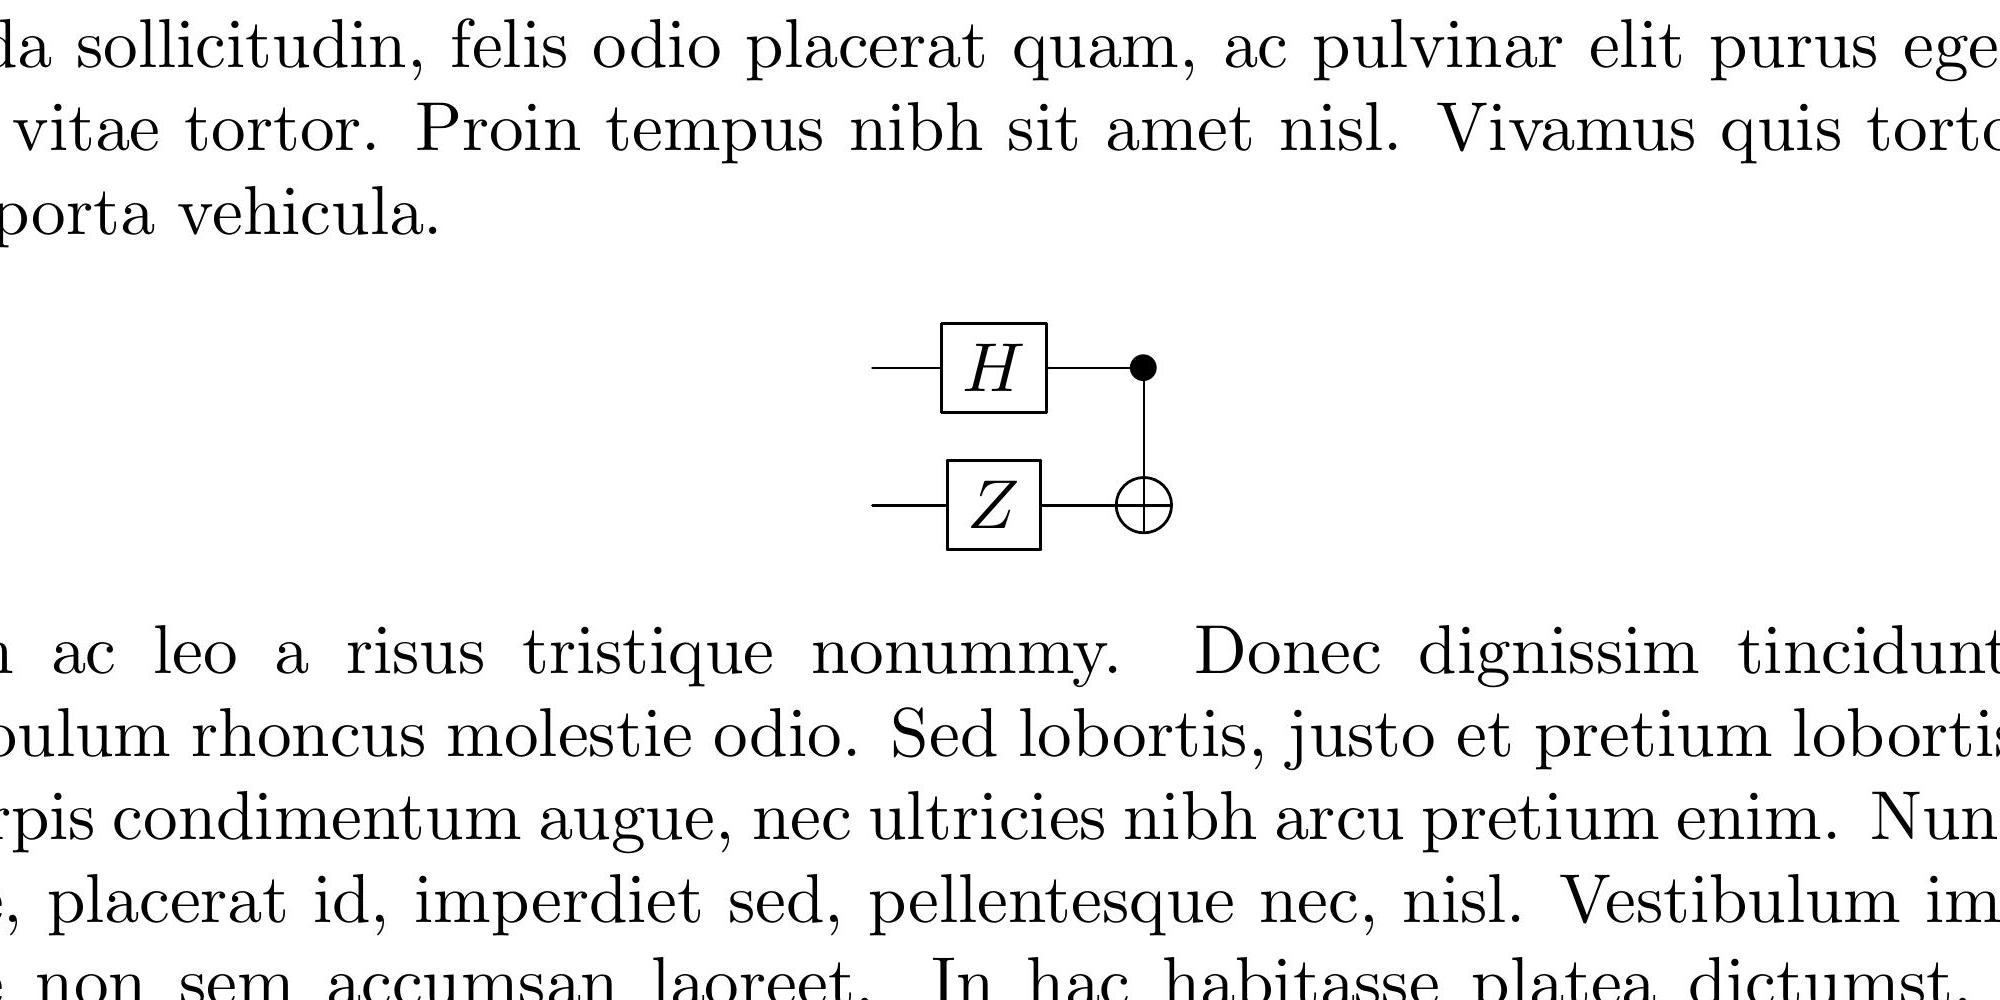 da sollicitudin, felis odio placerat quam, ac pulvinar elit purus ege
vitae tortor. Proin tempus nibh sit amet nisl. Vivamus quis torto
porta vehicula.
H
Z
ac leo a risus tristique nonummy. Donec dignissim tincidunt
bulum rhoncus molestie odio. Sed lobortis, justo et pretium lobortis
rpis condimentum augue, nec ultricies nibh arcu pretium enim. Nun
e, placerat id, imperdiet sed, pellentesque nec, nisl. Vestibulum im
non sem accumsan laoreet. In hac habitasse platea dictumst.